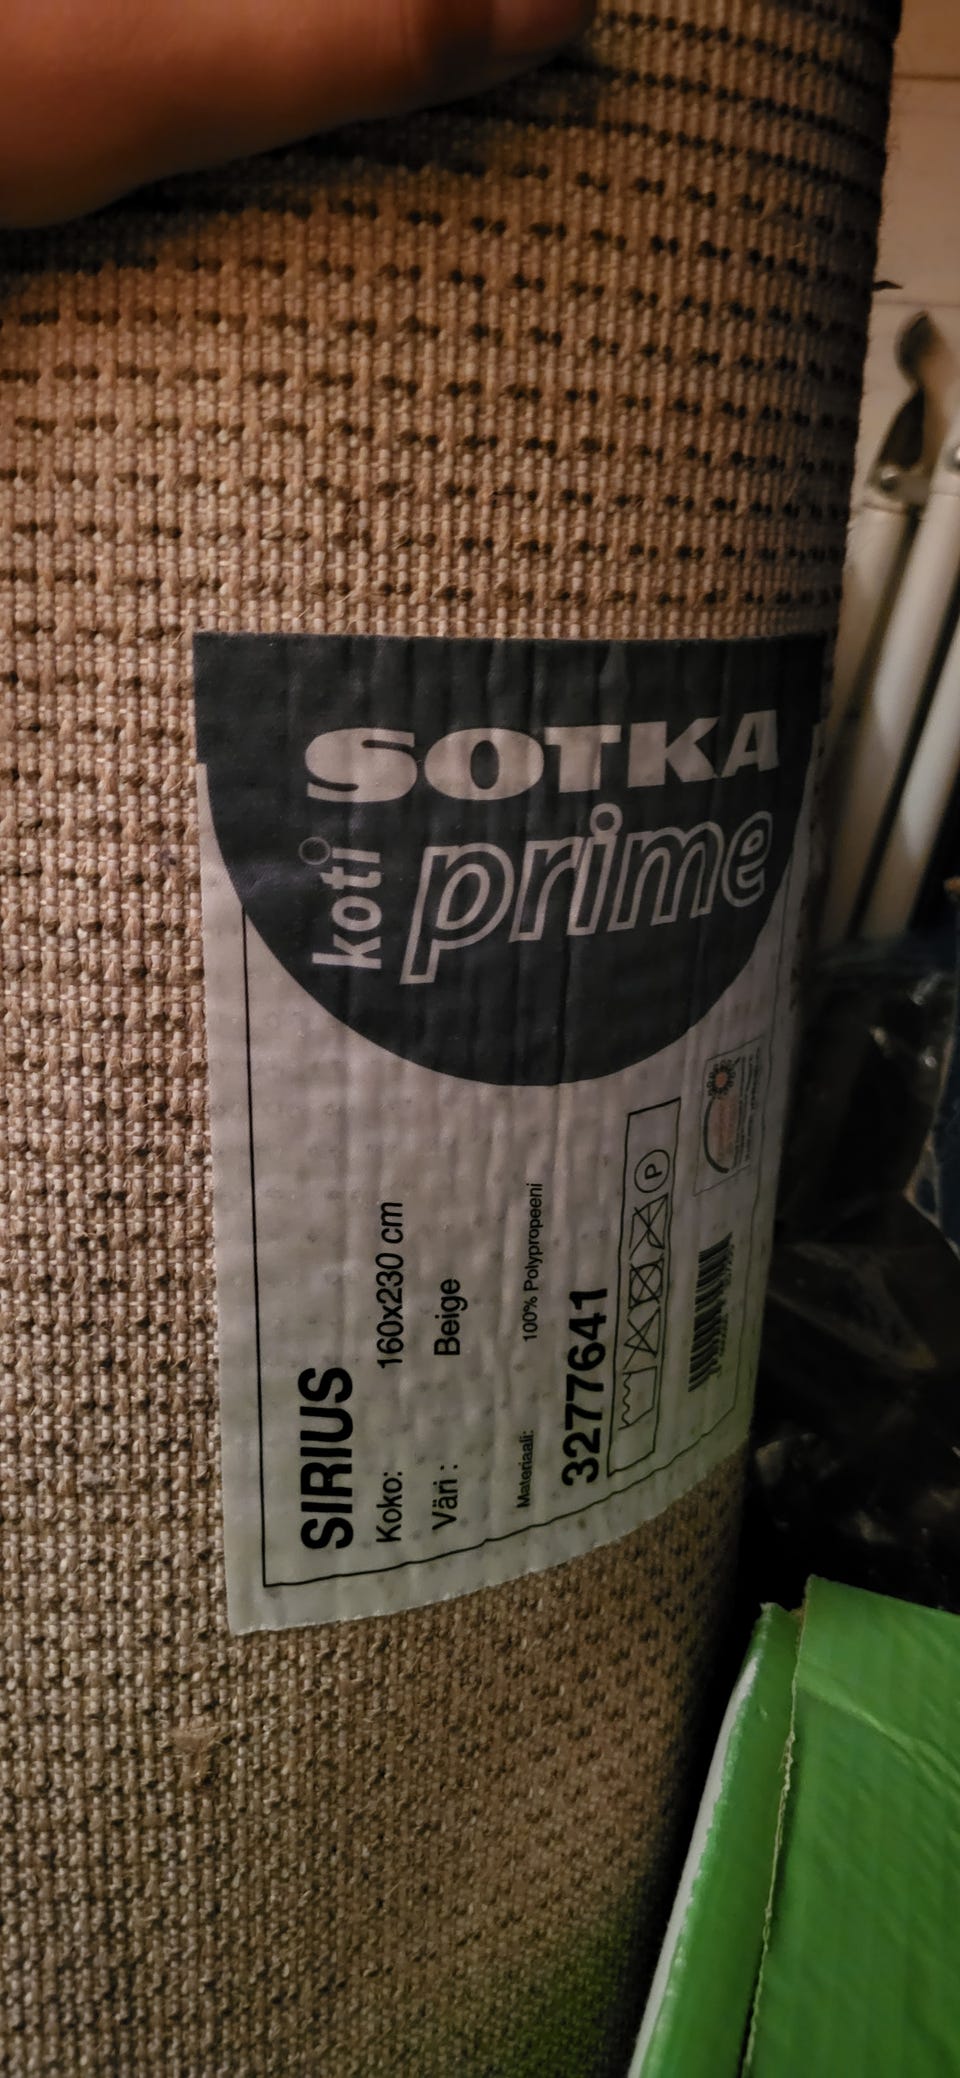 SOTKA
koti prime
SIRIUS
Koko: 160x230 cm
Väri : Beige
Materiaali: 100% Polypropeeni
3277641
P